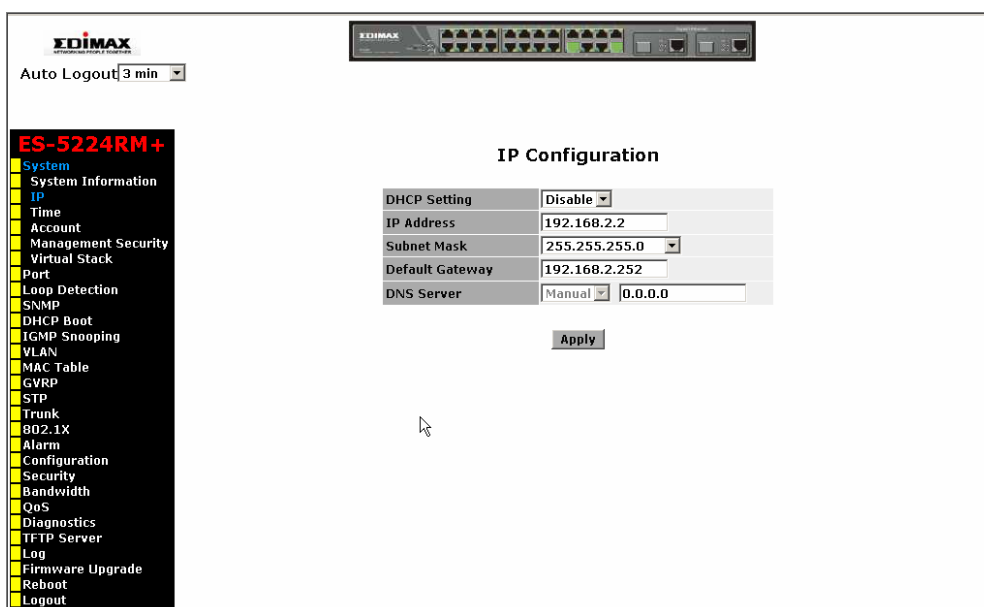 EDIMAX
NETWORKING PEOPLE TOGETHER
EDIMAX
Auto Logout 3 min
ES-5224RM+
System
System Information
IP
Time
Account
Management Security
Virtual Stack
Port
Loop Detection
SNMP
DHCP Boot
IGMP Snooping
VLAN
MAC Table
GVRP
STP
Trunk
802.1X
Alarm
Configuration
Security
Bandwidth
QoS
Diagnostics
TFTP Server
Log
Firmware Upgrade
Reboot
Logout
IP Configuration
DHCP Setting Disable
IP Address 192.168.2.2
Subnet Mask 255.255.255.0
Default Gateway 192.168.2.252
DNS Server Manual 0.0.0.0
Apply